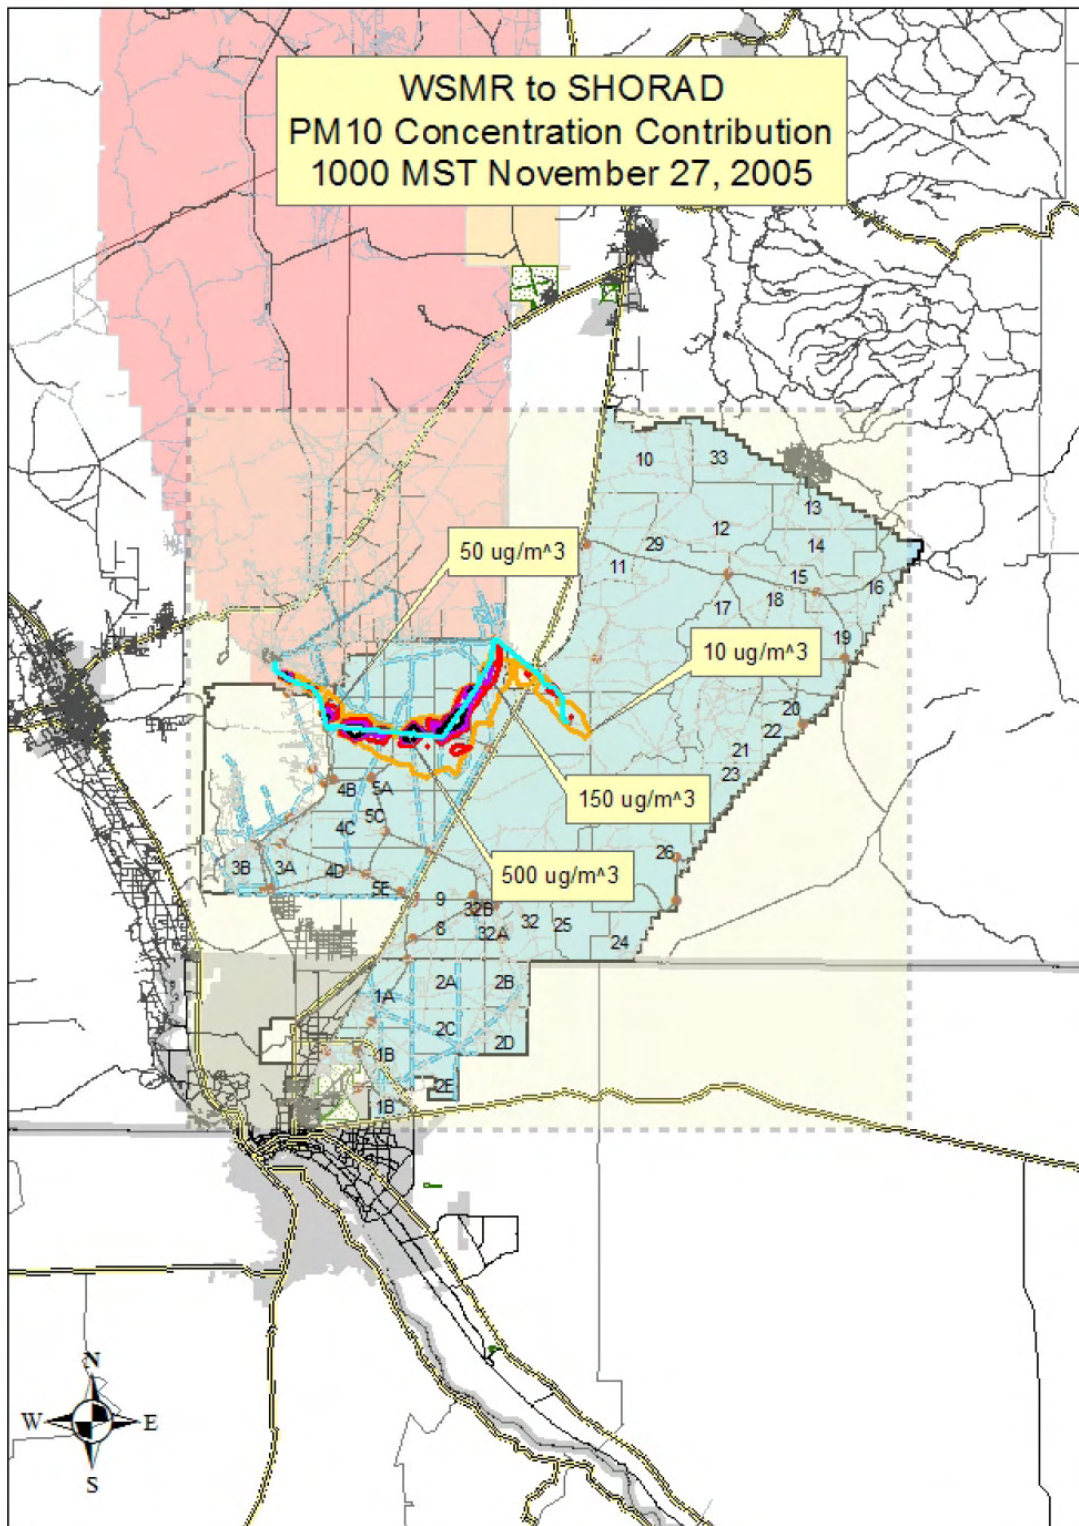 WSMR to SHORAD
PM10 Concentration Contribution
1000 MST November 27, 2005
10
33
13
50 ug/m^3
12
29
14
11
15
16
18
17
19
10 ug/m^3
20
22
21
23
150 ug/m^3
4B
5A
5C
4C
26
3B
3A
4D
500 ug/m^3
5E
9
32B
32
25
8
32A
24
2A
2B
1A
2C
2D
1B
2E
1B
N
W
E
S